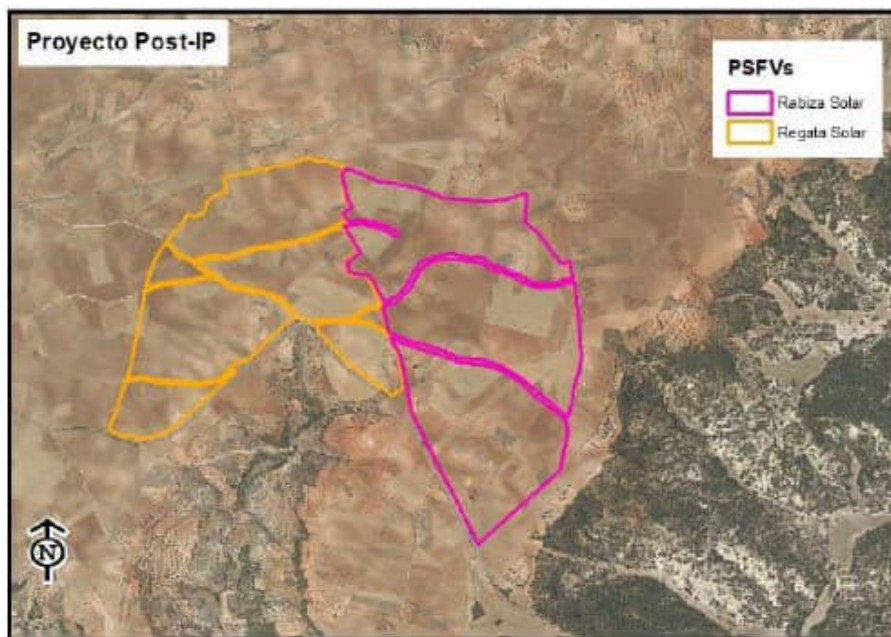 Proyecto Post-IP
PSFVs
Rabiza Solar
Regata Solar
N